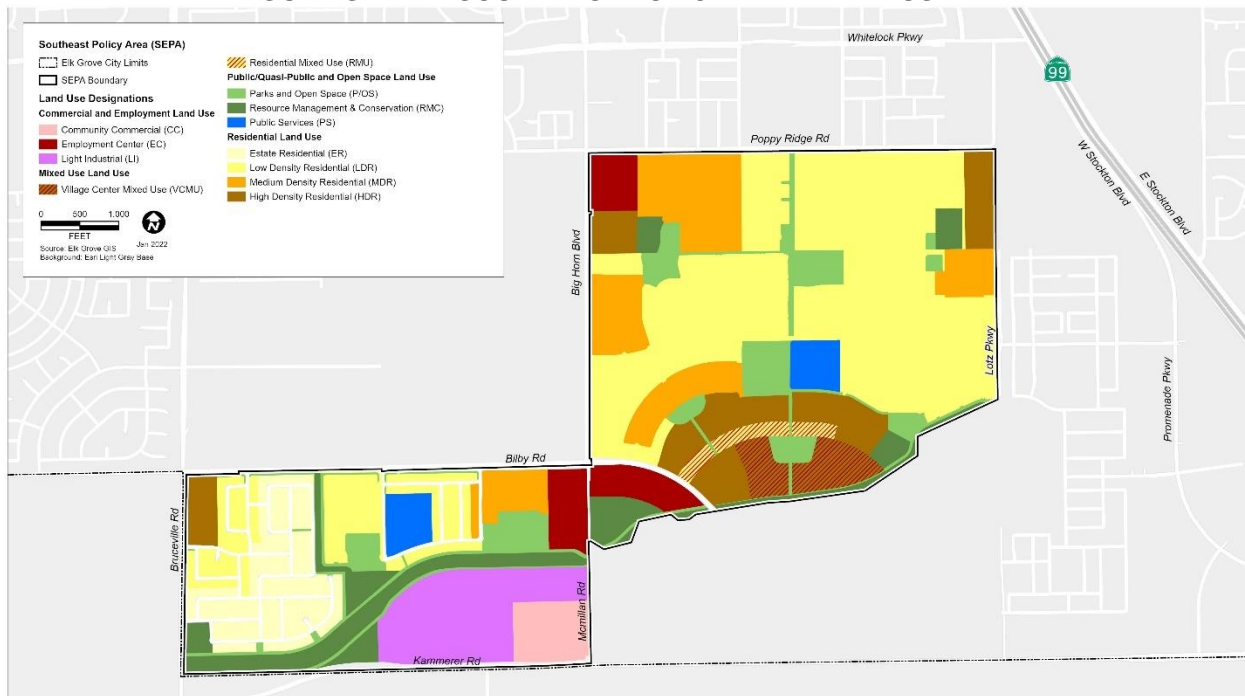 Southeast Policy Area (SEPA)
Elk Grove City Limits
SEPA Boundary
Land Use Designations
Commercial and Employment Land Use
Community Commercial (CC)
Employment Center (EC)
Light Industrial (LI)
Mixed Use Land Use
Village Center Mixed Use (VCMU)
Residential Mixed Use (RMU)
Public/Quasi-Public and Open Space Land Use
Parks and Open Space (P/OS)
Resource Management & Conservation (RMC)
Public Services (PS)
Residential Land Use
Estate Residential (ER)
Low Density Residential (LDR)
Medium Density Residential (MDR)
High Density Residential (HDR)
0 500 1,000
FEET
N
Jan 2022
Source: Elk Grove GIS
Background: Esri Light Gray Base
Whitelock Pkwy
99
Poppy Ridge Rd
W Stockton Blvd
E Stockton Blvd
Big Horn Blvd
Lotz Pkwy
Promenade Pkwy
Bilby Rd
Bruceville Rd
Mcmillan Rd
Kammerer Rd